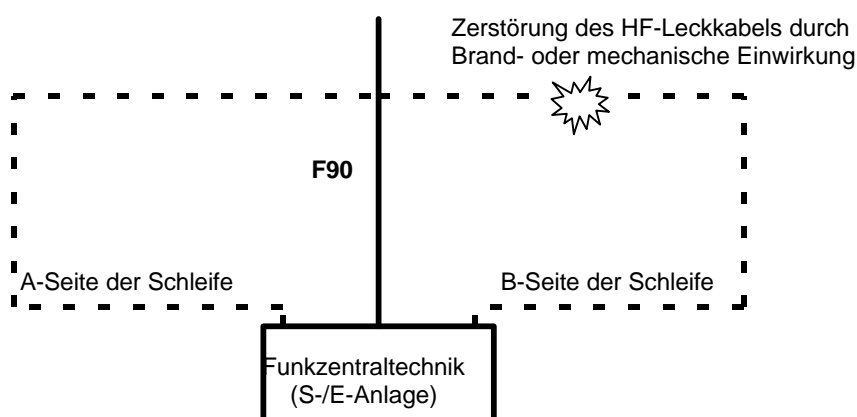 Zerstörung des HF-Leckkabels durch
Brand- oder mechanische Einwirkung
F90
A-Seite der Schleife
B-Seite der Schleife
Funkzentraltechnik
(S-/E-Anlage)